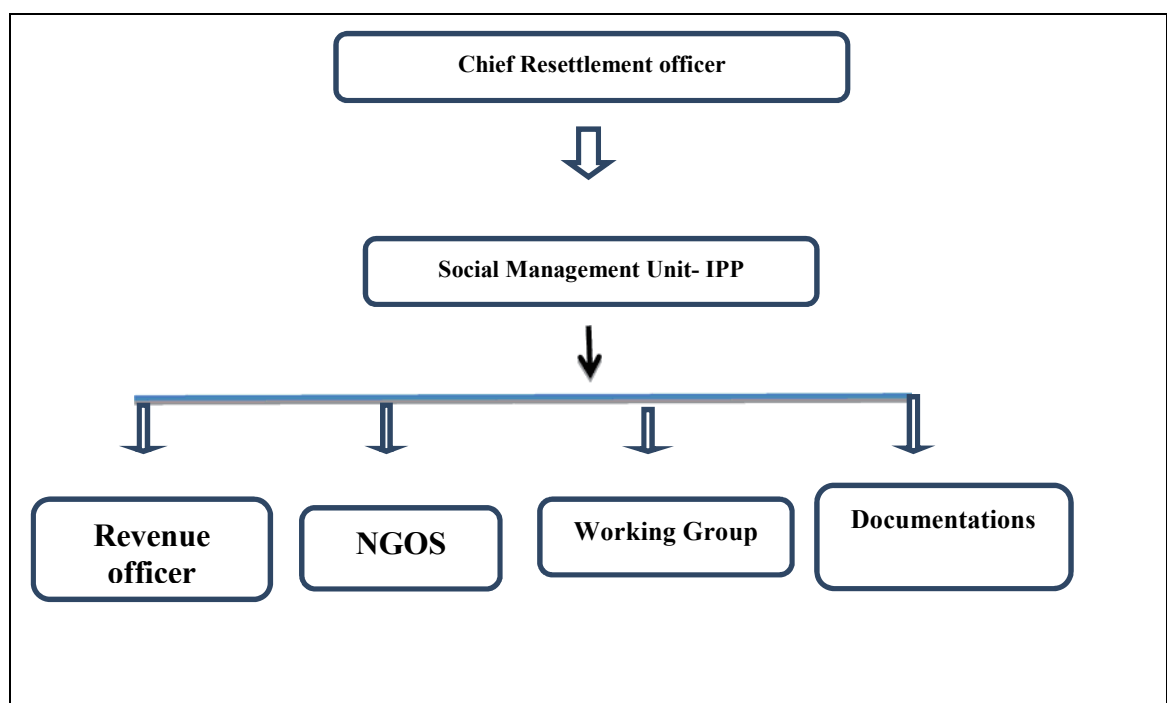 Chief Resettlement officer
Social Management Unit- IPP
Revenue
officer
NGOS
Working Group
Documentations